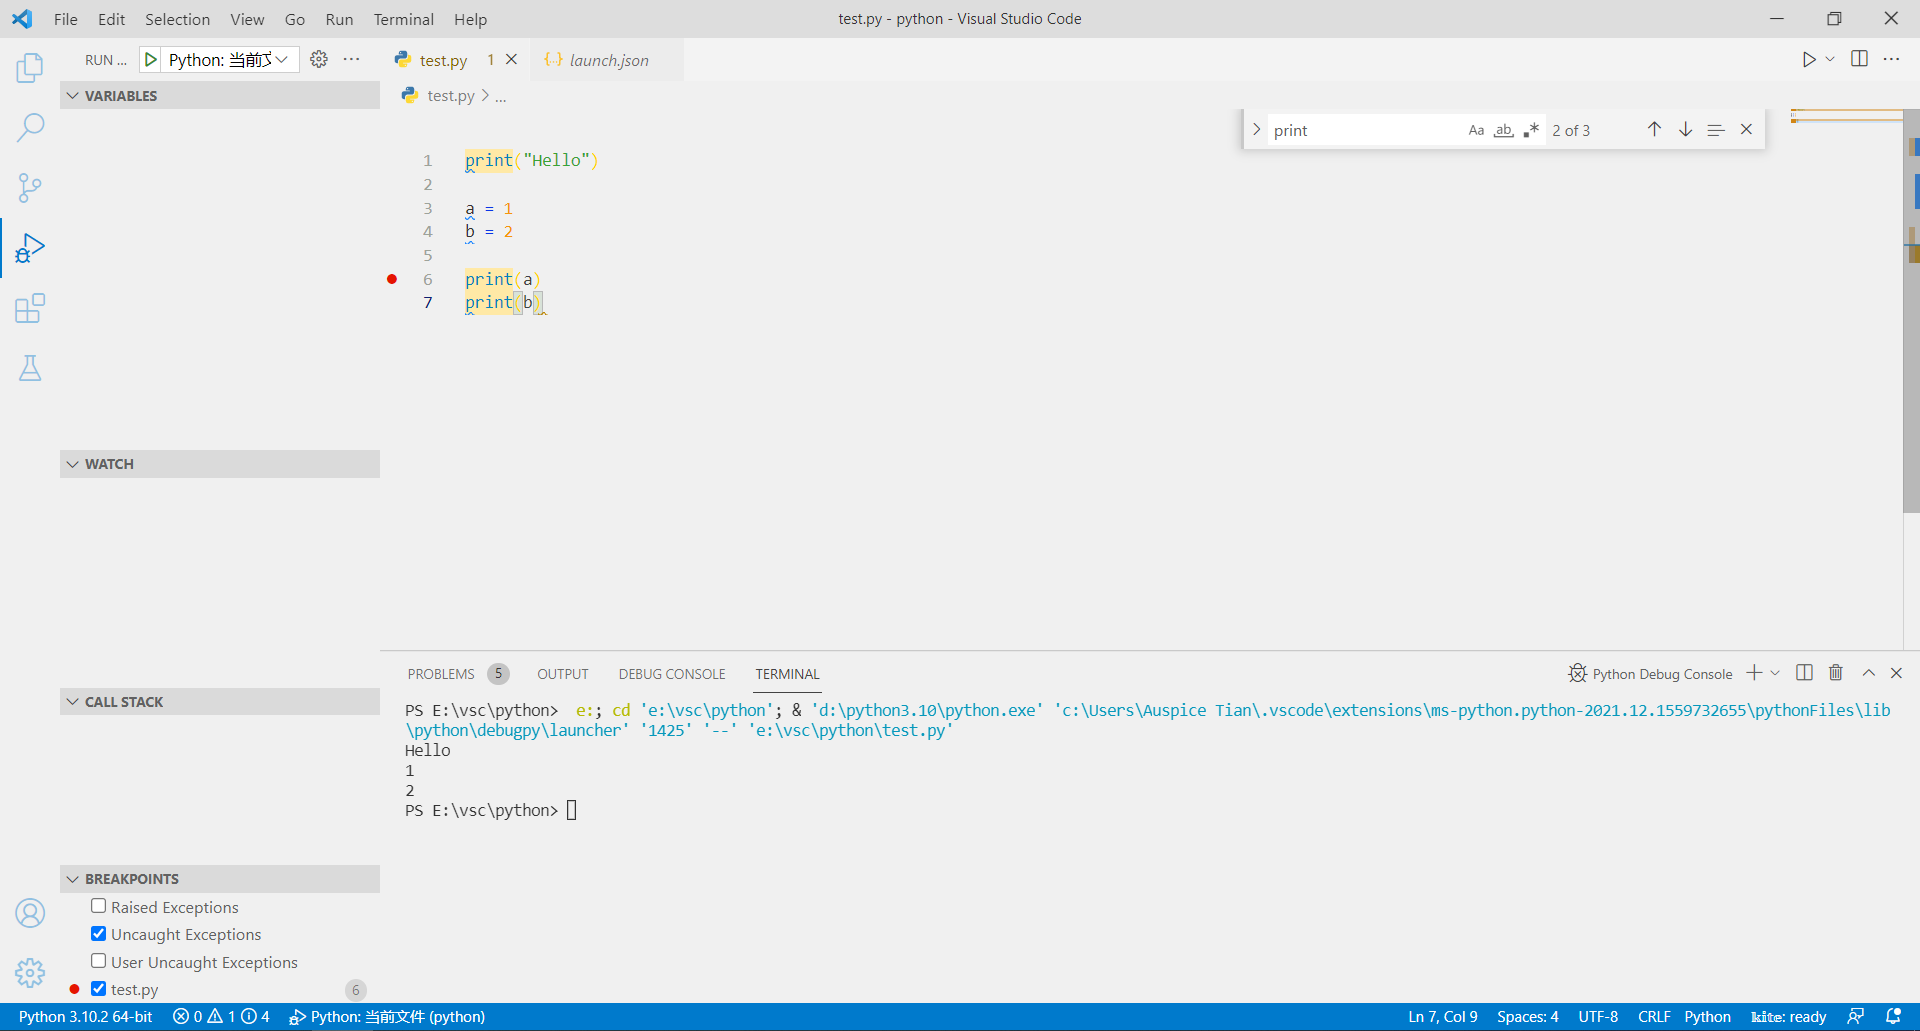 File Edit Selection View Go Run Terminal Help
test.py - python - Visual Studio Code
RUN ...
Python: 当前文
test.py 1
launch.json
VARIABLES
test.py > ...
print
Aa ab .*
2 of 3
1 print("Hello")
2
3 a = 1
4 b = 2
5
6 print(a)
7 print(b)
WATCH
CALL STACK
BREAKPOINTS
Raised Exceptions
Uncaught Exceptions
User Uncaught Exceptions
test.py 6
PROBLEMS 5 OUTPUT DEBUG CONSOLE TERMINAL
Python Debug Console
PS E:\vsc\python>  e:; cd 'e:\vsc\python'; & 'd:\python3.10\python.exe' 'c:\Users\Auspice Tian\.vscode\extensions\ms-python.python-2021.12.1559732655\pythonFiles\lib
\python\debugpy\launcher' '1425' '--' 'e:\vsc\python\test.py'
Hello
1
2
PS E:\vsc\python>
Python 3.10.2 64-bit 0 1 4 Python: 当前文件 (python)
Ln 7, Col 9 Spaces: 4 UTF-8 CRLF Python kite: ready